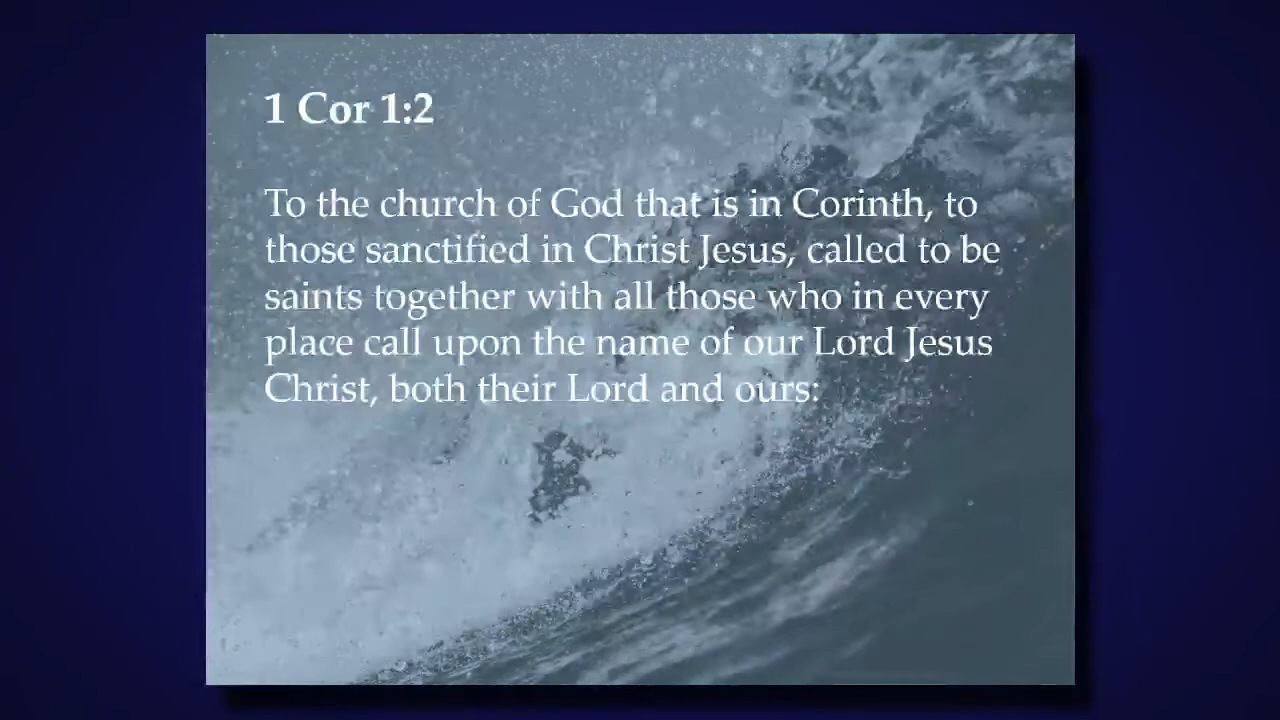 1 Cor 1:2
To the church of God that is in Corinth, to
those sanctified in Christ Jesus, called to be
saints together with all those who in every
place call upon the name of our Lord Jesus
Christ, both their Lord and ours: